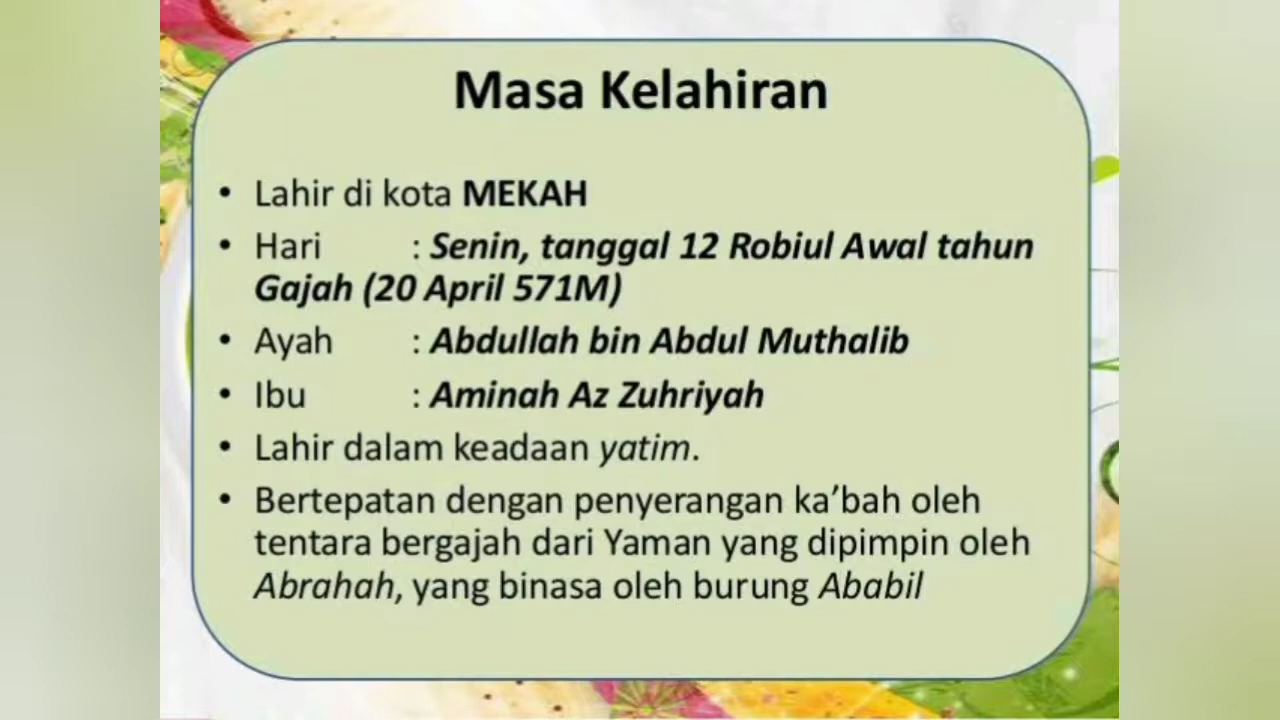 Masa Kelahiran
• Lahir di kota MEKAH
• Hari : Senin, tanggal 12 Robiul Awal tahun
Gajah (20 April 571M)
• Ayah : Abdullah bin Abdul Muthalib
• Ibu : Aminah Az Zuhriyah
• Lahir dalam keadaan yatim.
• Bertepatan dengan penyerangan ka’bah oleh
tentara bergajah dari Yaman yang dipimpin oleh
Abrahah, yang binasa oleh burung Ababil